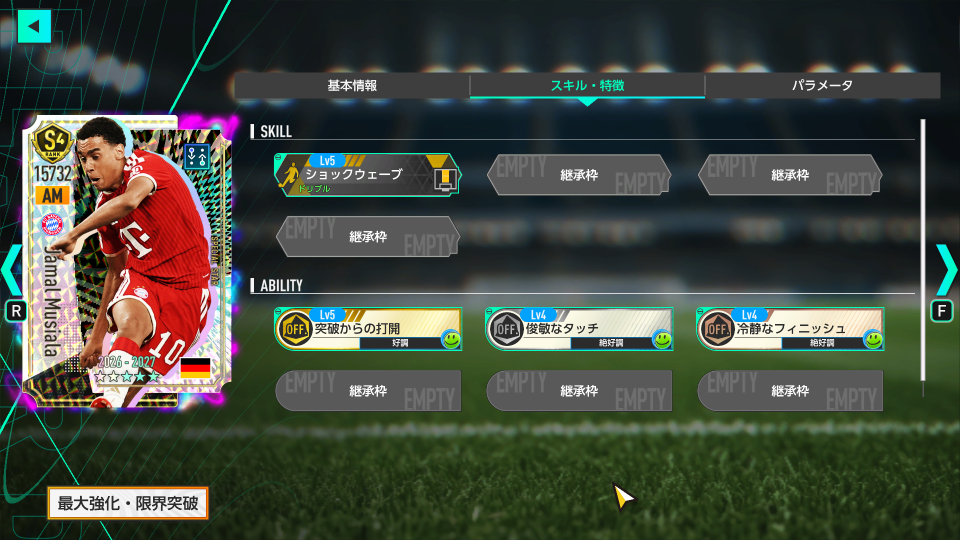 基本情報
スキル・特徴
パラメータ
S4
RANK
15732
AM
Jamal Musiala
2026 - 2027
10
SKILL
Lv5
ショックウェーブ
ドリブル
EMPTY 継承枠 EMPTY
EMPTY 継承枠 EMPTY
EMPTY 継承枠 EMPTY
ABILITY
Lv5
OFF. 突破からの打開
好調
Lv4
OFF. 俊敏なタッチ
絶好調
Lv4
OFF. 冷静なフィニッシュ
絶好調
EMPTY 継承枠 EMPTY
EMPTY 継承枠 EMPTY
EMPTY 継承枠 EMPTY
R
F
最大強化・限界突破